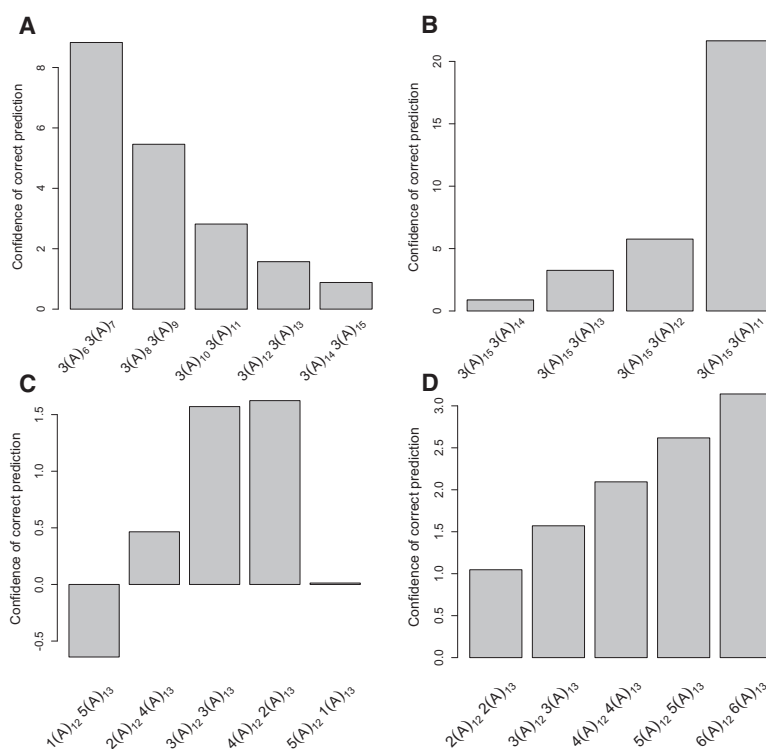 A
Confidence of correct prediction
8
6
4
2
0
3(A)₆ 3(A)₇
3(A)₈ 3(A)₉
3(A)₁₀ 3(A)₁₁
3(A)₁₂ 3(A)₁₃
3(A)₁₄ 3(A)₁₅
B
Confidence of correct prediction
20
15
10
5
0
3(A)₁₅ 3(A)₁₄
3(A)₁₅ 3(A)₁₃
3(A)₁₅ 3(A)₁₂
3(A)₁₅ 3(A)₁₁
C
Confidence of correct prediction
1.5
1.0
0.5
0.0
-0.5
1(A)₁₂ 5(A)₁₃
2(A)₁₂ 4(A)₁₃
3(A)₁₂ 3(A)₁₃
4(A)₁₂ 2(A)₁₃
5(A)₁₂ 1(A)₁₃
D
Confidence of correct prediction
3.0
2.5
2.0
1.5
1.0
0.5
0.0
2(A)₁₂ 2(A)₁₃
3(A)₁₂ 3(A)₁₃
4(A)₁₂ 4(A)₁₃
5(A)₁₂ 5(A)₁₃
6(A)₁₂ 6(A)₁₃